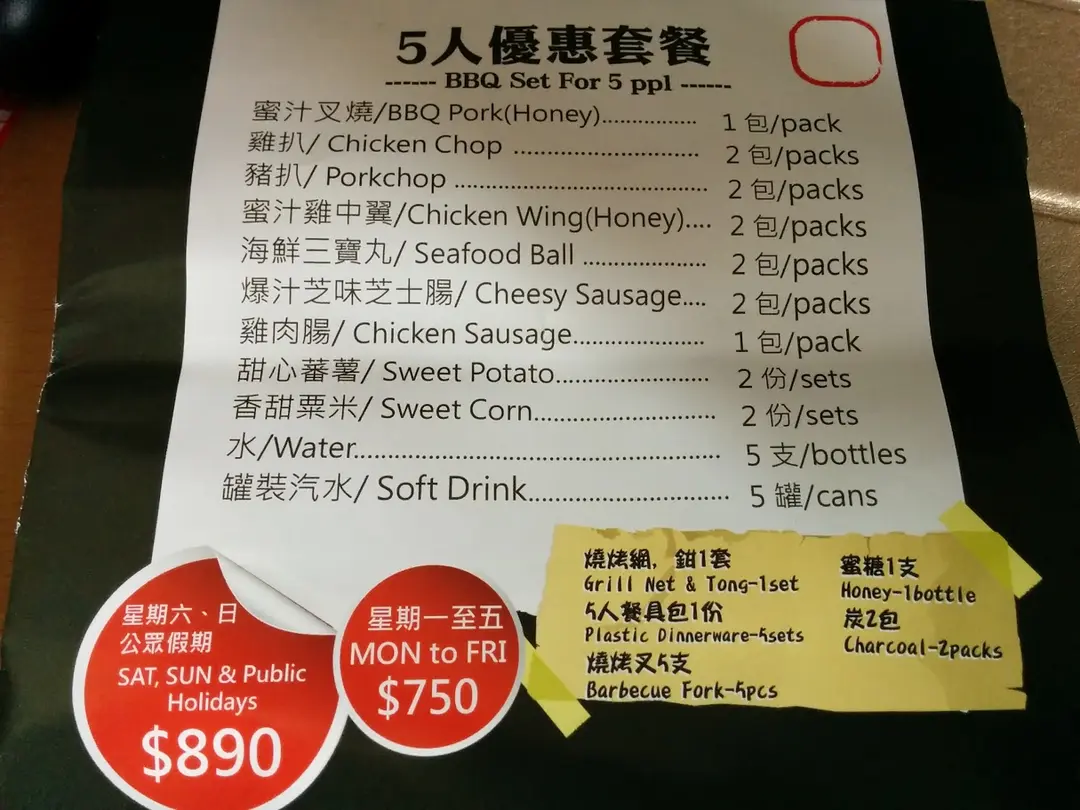 5人優惠套餐
------ BBQ Set For 5 ppl ------
蜜汁叉燒/BBQ Pork(Honey)................ 1 包/pack
雞扒/ Chicken Chop ............................... 2 包/packs
豬扒/ Porkchop .......................................... 2 包/packs
蜜汁雞中翼/Chicken Wing(Honey).... 2 包/packs
海鮮三寶丸/ Seafood Ball .................... 2 包/packs
爆汁芝味芝士腸/ Cheesy Sausage.... 2 包/packs
雞肉腸/ Chicken Sausage...................... 1 包/pack
甜心蕃薯/ Sweet Potato......................... 2 份/sets
香甜粟米/ Sweet Corn.............................. 2 份/sets
水/Water............................................................ 5 支/bottles
罐裝汽水/ Soft Drink................................. 5 罐/cans
星期六、日
公眾假期
SAT, SUN & Public
Holidays
$890
星期一至五
MON to FRI
$750
燒烤網, 鉗1套
Grill Net & Tong-1set
5人餐具包1份
Plastic Dinnerware-5sets
燒烤叉5支
Barbecue Fork-5pcs
蜜糖1支
Honey-1bottle
炭2包
Charcoal-2packs